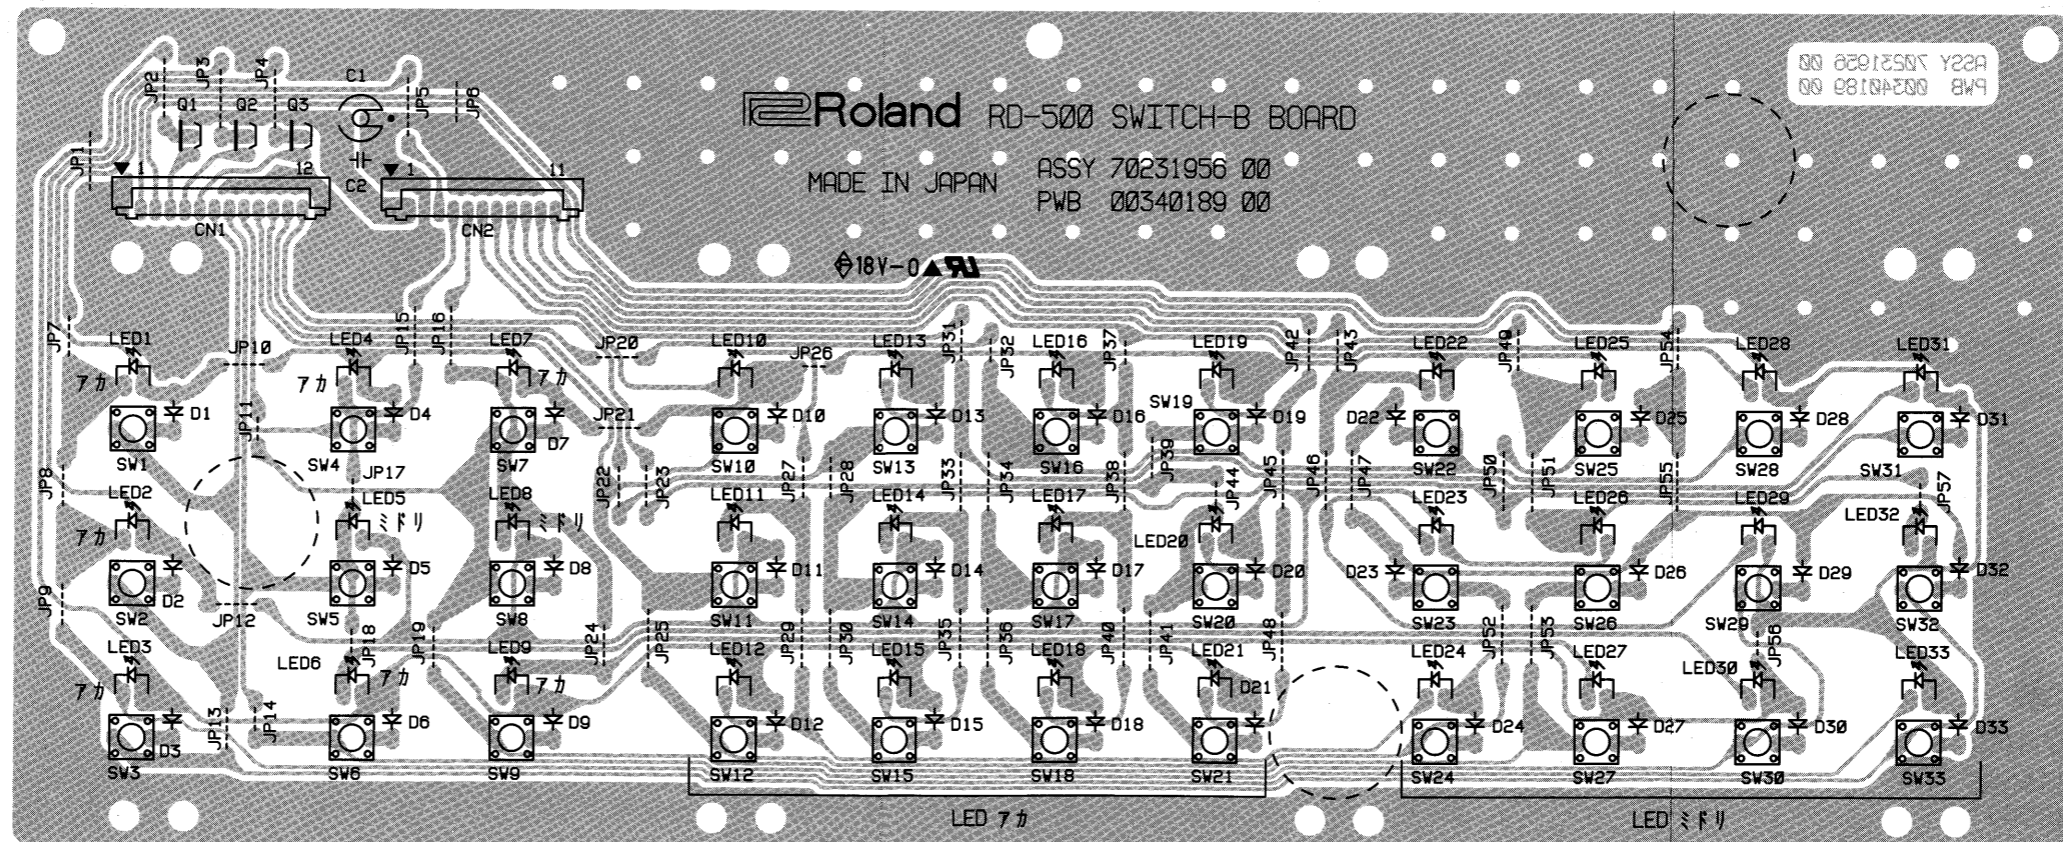 JP2 JP3 JP4 C1 JP5 JP6
ASSY 70231956 00
PWB 00340189 00
Q1 Q2 Q3
Roland RD-500 SWITCH-B BOARD
JP1 1 12 C2 1 11
MADE IN JAPAN
ASSY 70231956 00
PWB 00340189 00
CN1 CN2
18V-0
JP7 LED1 JP10 LED4 JP15 JP16 LED7 JP20 LED10 JP26 LED13 JP31 JP32 LED16 JP37 LED19 JP42 JP43 LED22 JP49 LED25 JP54 LED28 LED31
アカ アカ アカ
D1 JP11 D4 D7 JP21 D10 D13 D16 SW19 D19 D22 D25 D28 D31
SW1 SW4 SW7 SW10 SW13 SW16 SW22 SW25 SW28 SW31
JP8 JP17 JP22 JP23 JP27 JP28 JP33 JP34 JP38 JP39 JP44 JP45 JP46 JP47 JP50 JP51 JP55 JP57
LED2 LED5 LED8 LED11 LED14 LED17 LED20 LED23 LED26 LED29 LED32
アカ ミドリ ミドリ
D2 D5 D8 D11 D14 D17 D20 D23 D26 D29 D32
JP9 SW2 JP12 SW5 SW8 SW11 SW14 SW17 SW20 SW23 SW26 SW29 SW32
JP18 JP19 JP24 JP25 JP29 JP30 JP35 JP36 JP40 JP41 JP48 JP52 JP53 JP56
LED3 LED6 LED9 LED12 LED15 LED18 LED21 LED24 LED27 LED30 LED33
アカ アカ アカ
D3 JP13 JP14 D6 D9 D12 D15 D18 D21 D24 D27 D30 D33
SW3 SW6 SW9 SW12 SW15 SW18 SW21 SW24 SW27 SW30 SW33
LED アカ LED ミドリ